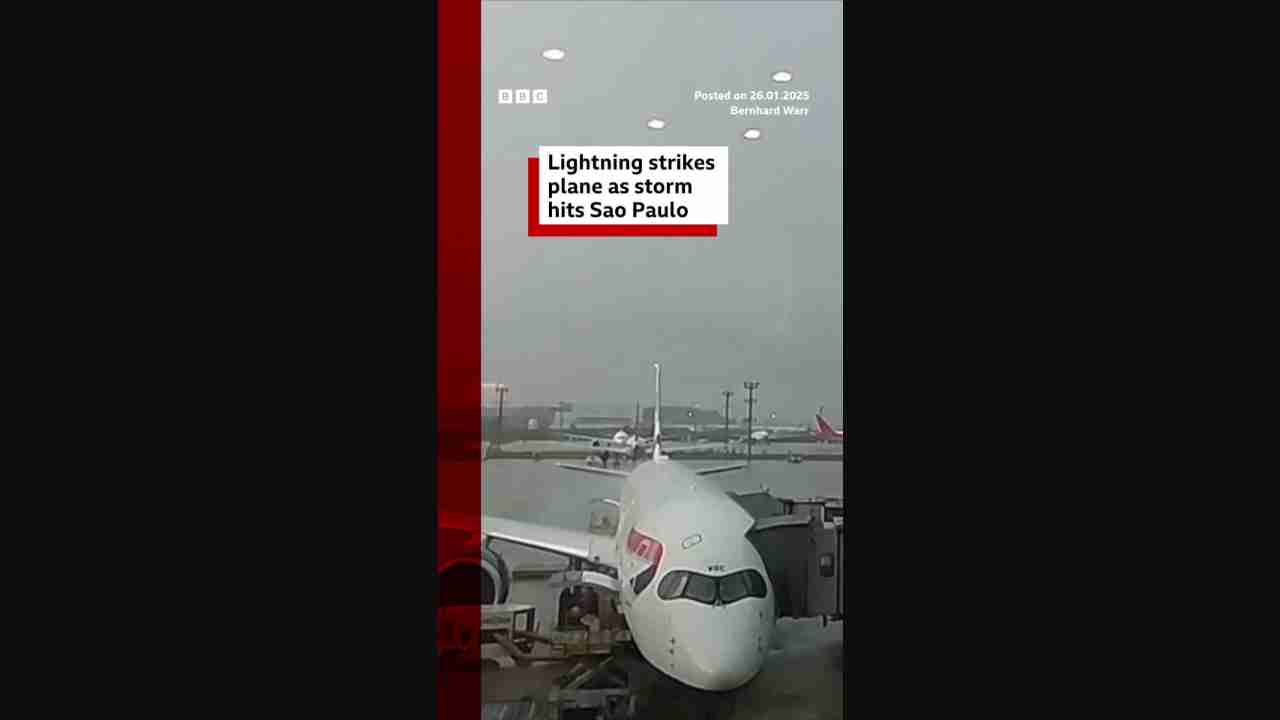 BBC
Posted on 26.01.2025
Bernhard Warr
Lightning strikes
plane as storm
hits Sao Paulo